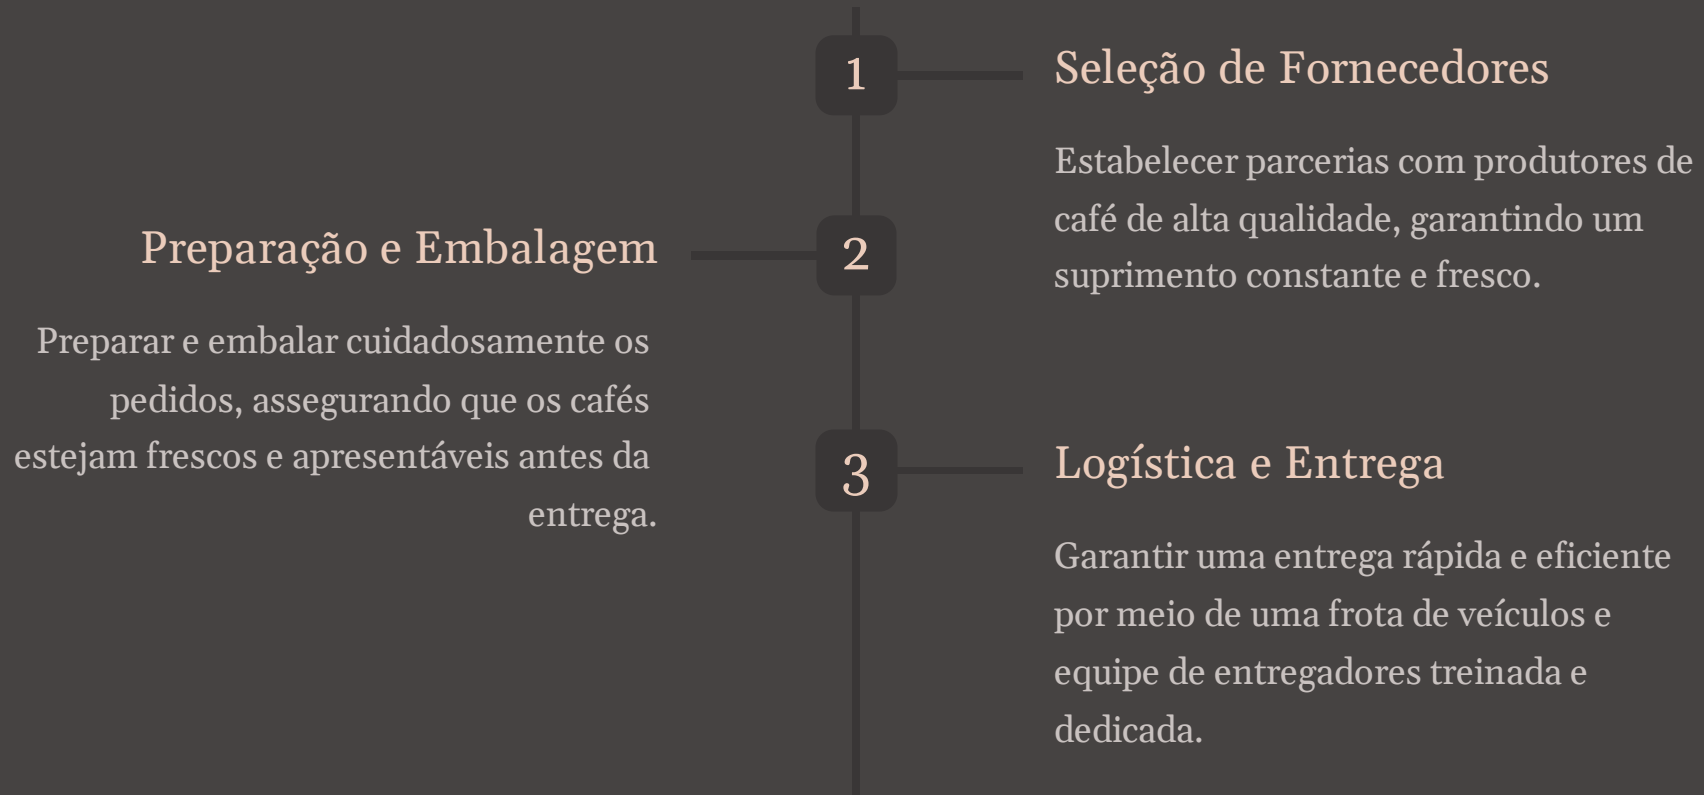 1
Seleção de Fornecedores
Estabelecer parcerias com produtores de
café de alta qualidade, garantindo um
suprimento constante e fresco.
2
Preparação e Embalagem
Preparar e embalar cuidadosamente os
pedidos, assegurando que os cafés
estejam frescos e apresentáveis antes da
entrega.
3
Logística e Entrega
Garantir uma entrega rápida e eficiente
por meio de uma frota de veículos e
equipe de entregadores treinada e
dedicada.